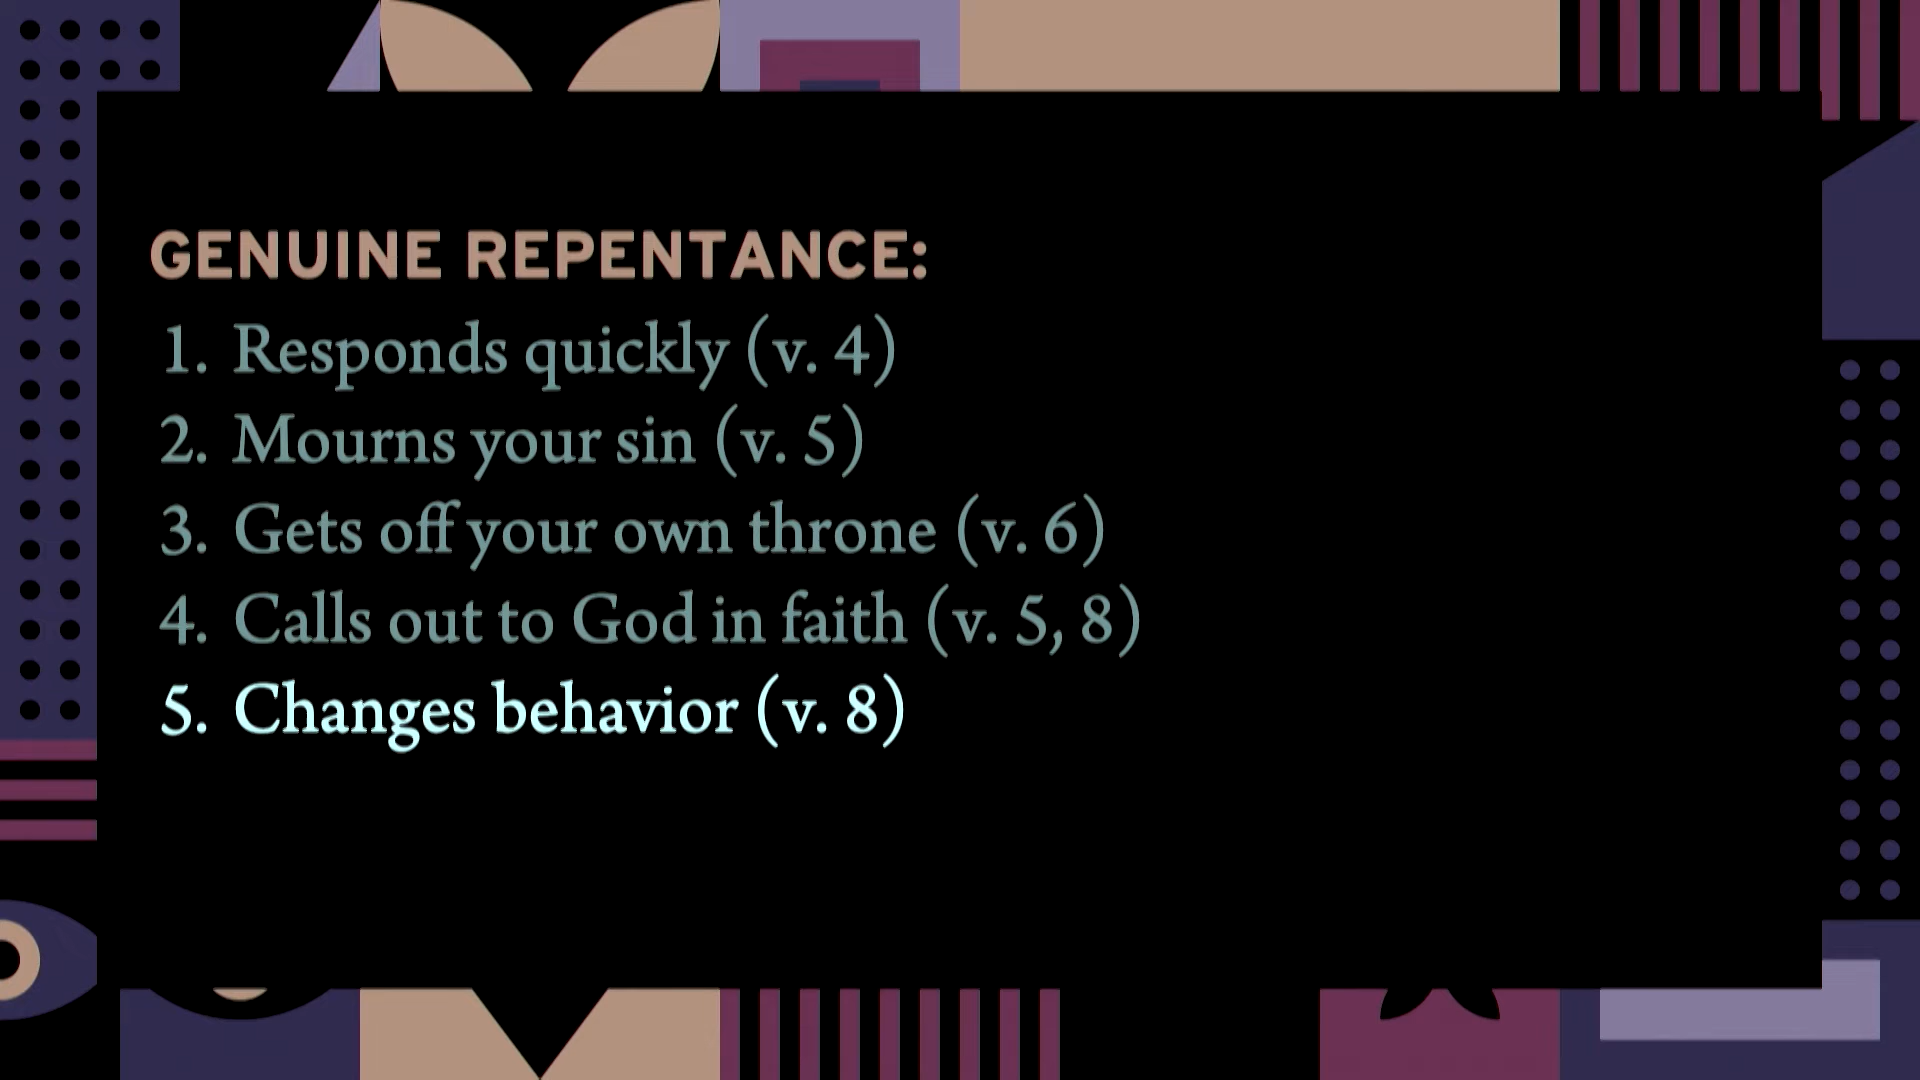 GENUINE REPENTANCE:
1. Responds quickly (v. 4)
2. Mourns your sin (v. 5)
3. Gets off your own throne (v. 6)
4. Calls out to God in faith (v. 5, 8)
5. Changes behavior (v. 8)